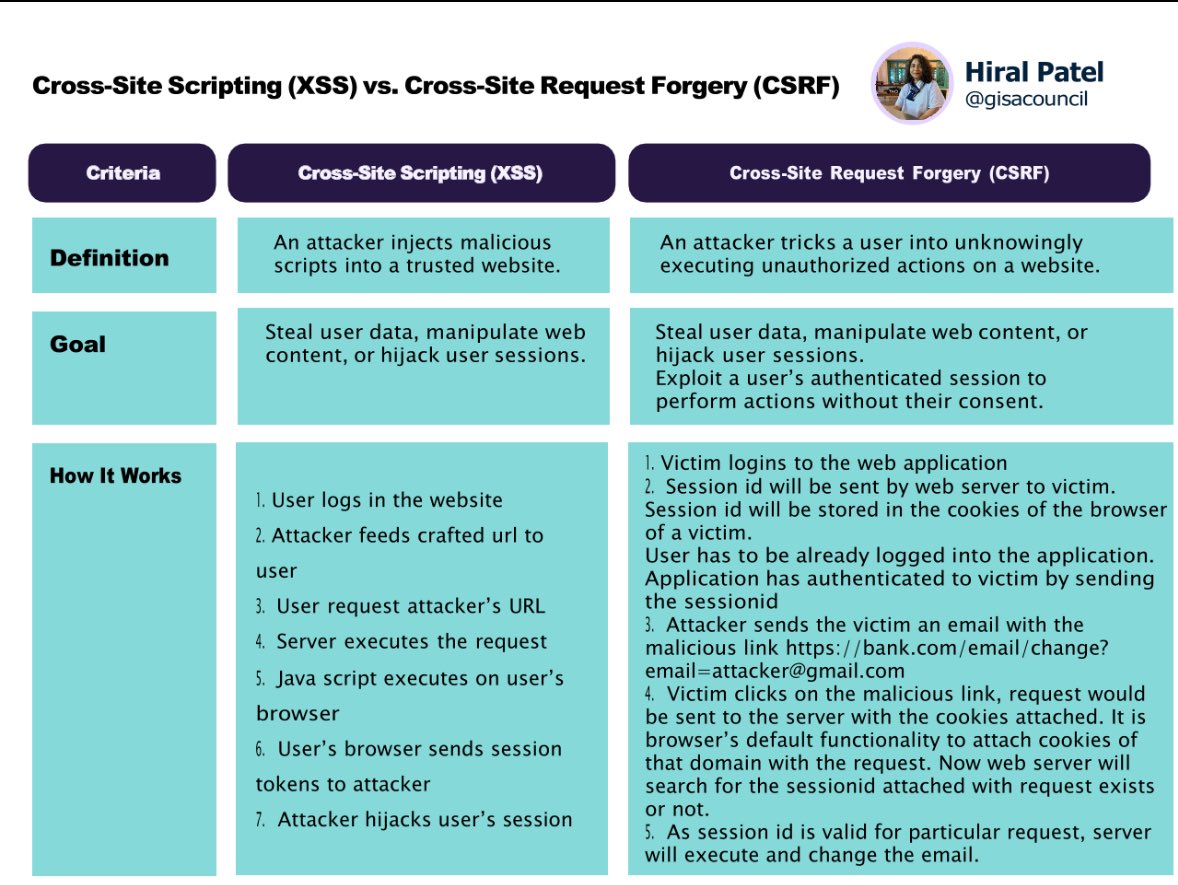 Cross-Site Scripting (XSS) vs. Cross-Site Request Forgery (CSRF)
Hiral Patel
@gisacouncil
Criteria
Cross-Site Scripting (XSS)
Cross-Site Request Forgery (CSRF)
Definition
An attacker injects malicious
scripts into a trusted website.
An attacker tricks a user into unknowingly
executing unauthorized actions on a website.
Goal
Steal user data, manipulate web
content, or hijack user sessions.
Steal user data, manipulate web content, or
hijack user sessions.
Exploit a user’s authenticated session to
perform actions without their consent.
How It Works
1. User logs in the website
2. Attacker feeds crafted url to
user
3. User request attacker’s URL
4. Server executes the request
5. Java script executes on user’s
browser
6. User’s browser sends session
tokens to attacker
7. Attacker hijacks user’s session
1. Victim logins to the web application
2. Session id will be sent by web server to victim.
Session id will be stored in the cookies of the browser
of a victim.
User has to be already logged into the application.
Application has authenticated to victim by sending
the sessionid
3. Attacker sends the victim an email with the
malicious link https://bank.com/email/change?
email=attacker@gmail.com
4. Victim clicks on the malicious link, request would
be sent to the server with the cookies attached. It is
browser’s default functionality to attach cookies of
that domain with the request. Now web server will
search for the sessionid attached with request exists
or not.
5. As session id is valid for particular request, server
will execute and change the email.